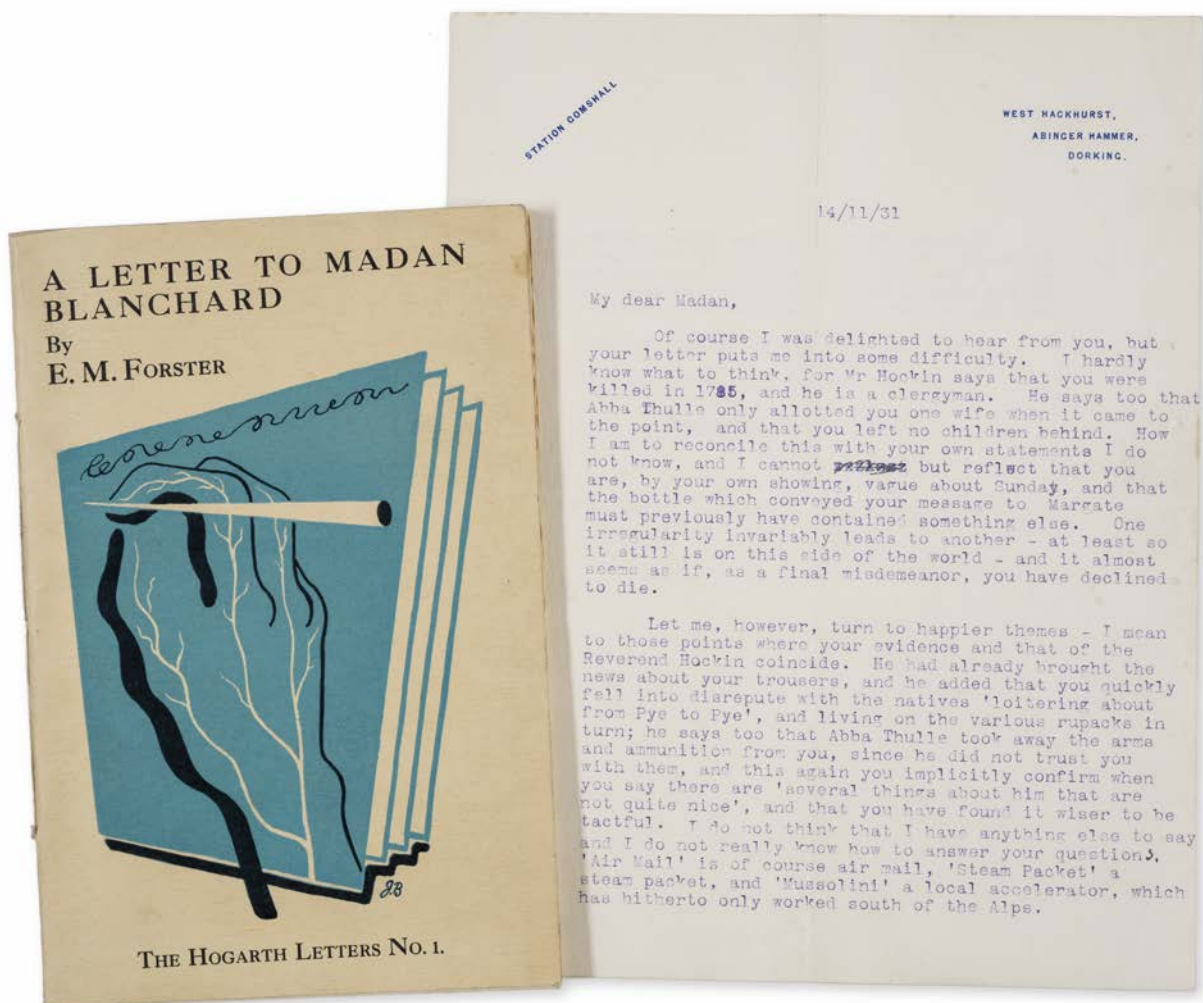 A LETTER TO MADAN
BLANCHARD
By
E. M. FORSTER
JB
THE HOGARTH LETTERS NO. 1.
STATION GOMSHALL
WEST HACKHURST,
ABINGER HAMMER,
DORKING.
14/11/31
My dear Madan,
Of course I was delighted to hear from you, but
your letter puts me into some difficulty. I hardly
know what to think, for Mr Hockin says that you were
killed in 1785, and he is a clergyman. He says too that
Abba Thulle only allotted you one wife when it came to
the point, and that you left no children behind. How
I am to reconcile this with your own statements I do
not know, and I cannot but reflect that you
are, by your own showing, vague about Sunday, and that
the bottle which conveyed your message to Margate
must previously have contained something else. One
irregularity invariably leads to another - at least so
it still is on this side of the world - and it almost
seems as if, as a final misdemeanor, you have declined
to die.
Let me, however, turn to happier themes - I mean
to those points where your evidence and that of the
Reverend Hockin coincide. He had already brought the
news about your trousers, and he added that you quickly
fell into disrepute with the natives 'loitering about
from Pye to Pye', and living on the various rupacks in
turn; he says too that Abba Thulle took away the arms
and ammunition from you, since he did not trust you
with them, and this again you implicitly confirm when
you say there are 'several things about him that are
not quite nice', and that you have found it wiser to be
tactful. I do not think that I have anything else to say
and I do not really know how to answer your questions,
'Air Mail' is of course air mail, 'Steam Packet' a
steam packet, and 'Mussolini' a local accelerator, which
has hitherto only worked south of the Alps.